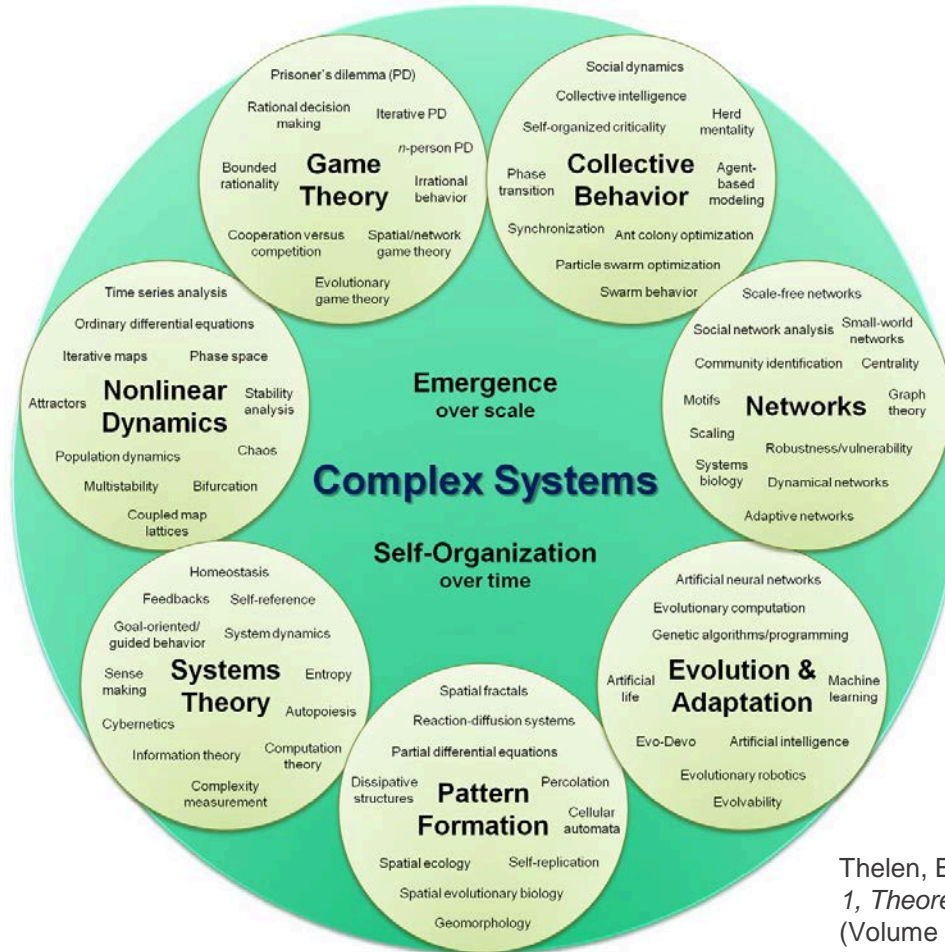 Prisoner's dilemma (PD)
Rational decision
making
Iterative PD
n-person PD
Bounded
rationality
Game
Theory
Irrational
behavior
Cooperation versus
competition
Spatial/network
game theory
Evolutionary
game theory
Social dynamics
Collective intelligence
Self-organized criticality
Herd
mentality
Phase
transition
Collective
Behavior
Agent-
based
modeling
Synchronization
Ant colony optimization
Particle swarm optimization
Swarm behavior
Time series analysis
Ordinary differential equations
Iterative maps
Phase space
Attractors
Nonlinear
Dynamics
Stability
analysis
Population dynamics
Chaos
Multistability
Bifurcation
Coupled map
lattices
Emergence
over scale
Complex Systems
Self-Organization
over time
Scale-free networks
Social network analysis
Small-world
networks
Community identification
Centrality
Motifs
Networks
Graph
theory
Scaling
Robustness/vulnerability
Systems
biology
Dynamical networks
Adaptive networks
Homeostasis
Feedbacks
Self-reference
Goal-oriented/
guided behavior
System dynamics
Sense
making
Systems
Theory
Entropy
Autopoiesis
Cybernetics
Information theory
Computation
theory
Complexity
measurement
Spatial fractals
Reaction-diffusion systems
Partial differential equations
Dissipative
structures
Pattern
Formation
Percolation
Cellular
automata
Spatial ecology
Self-replication
Spatial evolutionary biology
Geomorphology
Artificial neural networks
Evolutionary computation
Genetic algorithms/programming
Artificial
life
Evolution &
Adaptation
Machine
learning
Evo-Devo
Artificial intelligence
Evolutionary robotics
Evolvability
Thelen, E
1, Theore
(Volume